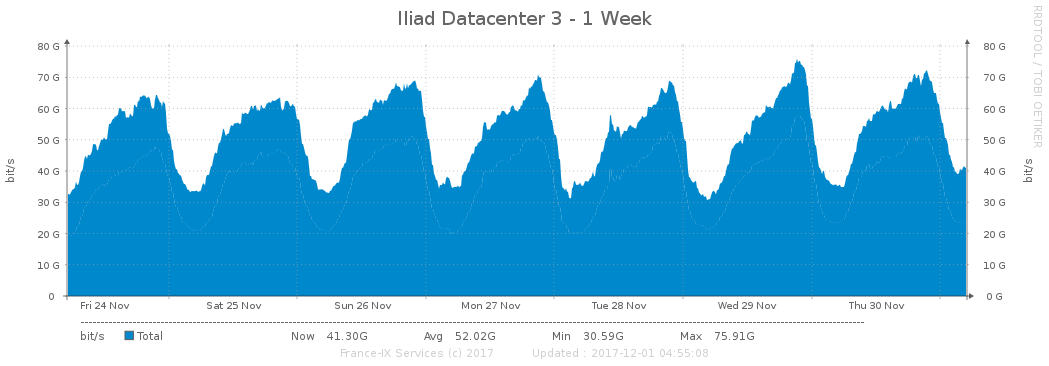 Iliad Datacenter 3 - 1 Week
RRDTOOL / TOBI OETIKER
80 G 80 G
70 G 70 G
60 G 60 G
50 G 50 G
40 G 40 G
30 G 30 G
20 G 20 G
10 G 10 G
0 0 G
bit/s
bit/s
Fri 24 Nov Sat 25 Nov Sun 26 Nov Mon 27 Nov Tue 28 Nov Wed 29 Nov Thu 30 Nov
bit/s Total Now 41.30G Avg 52.02G Min 30.59G Max 75.91G
France-IX Services (c) 2017 Updated : 2017-12-01 04:55:08